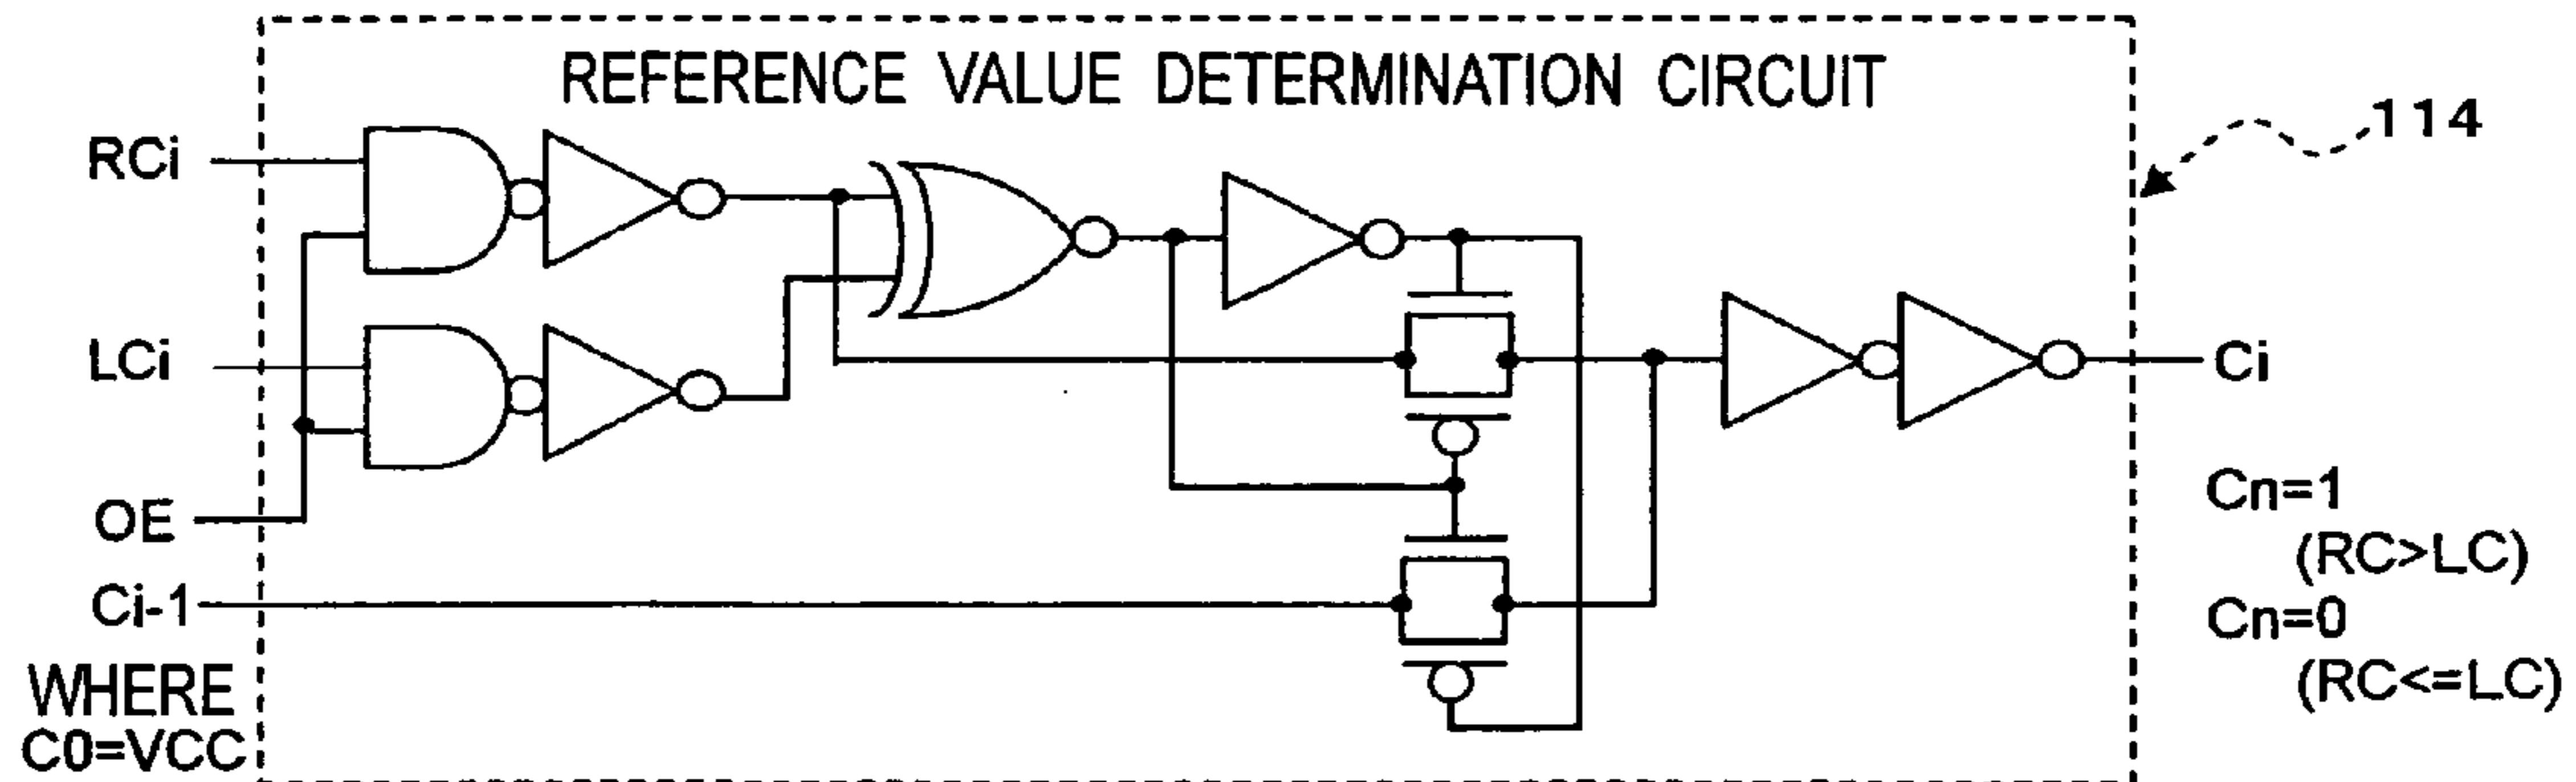 REFERENCE VALUE DETERMINATION CIRCUIT
114
RCi
LCi
OE
Ci-1
WHERE
C0=VCC
Ci
Cn=1
(RC>LC)
Cn=0
(RC<=LC)